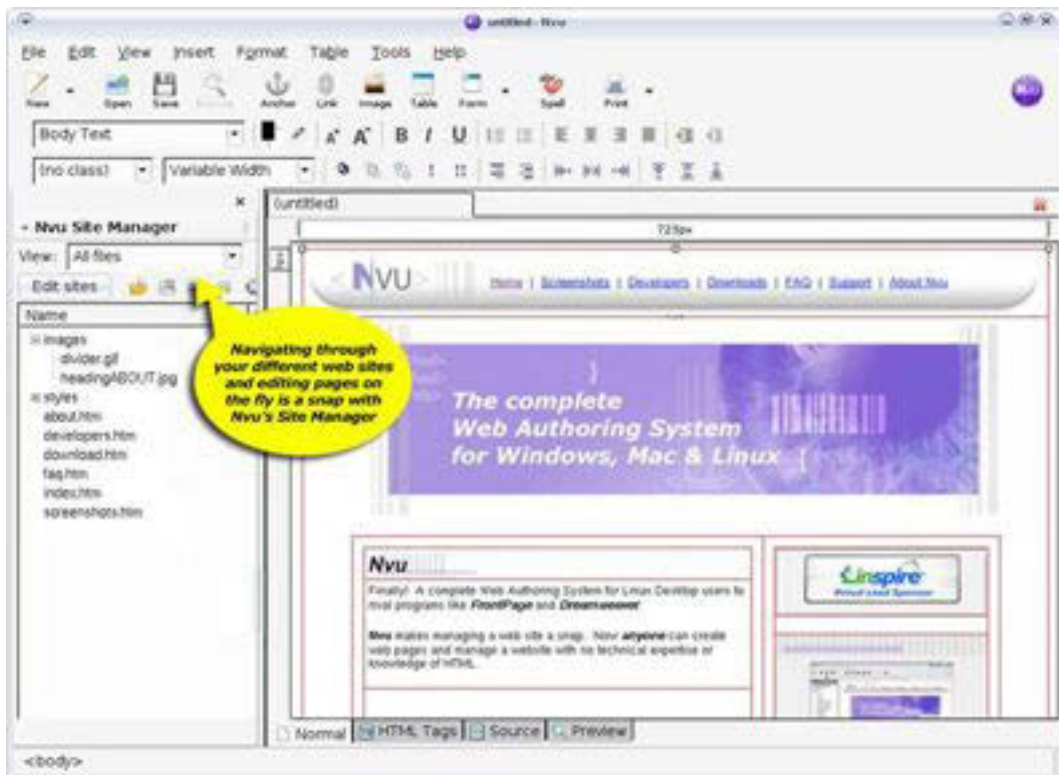 untitled - Nvu
File Edit View Insert Format Table Tools Help
New Open Save Anchor Link Image Table Form Spell Print
Body Text
B I U
(no class) Variable Width
(untitled)
Nvu Site Manager
723px
View: All files
Edit sites
Name
images
divider.gif
headingABOUT.jpg
styles
about.htm
developers.htm
download.htm
faq.htm
index.htm
screenshots.htm
Navigating through
your different web sites
and editing pages on
the fly is a snap with
Nvu's Site Manager
<NVU>
Home | Screenshots | Developers | Downloads | FAQ | Support | About Nvu
The complete
Web Authoring System
for Windows, Mac & Linux {
Nvu
Finally! A complete Web Authoring System for Linux Desktop users to
rival programs like FrontPage and Dreamweaver
Nvu makes managing a web site a snap. Now anyone can create
web pages and manage a website with no technical expertise or
knowledge of HTML.
Linspire
Proud Lead Sponsor
Normal HTML Tags Source Preview
<body>